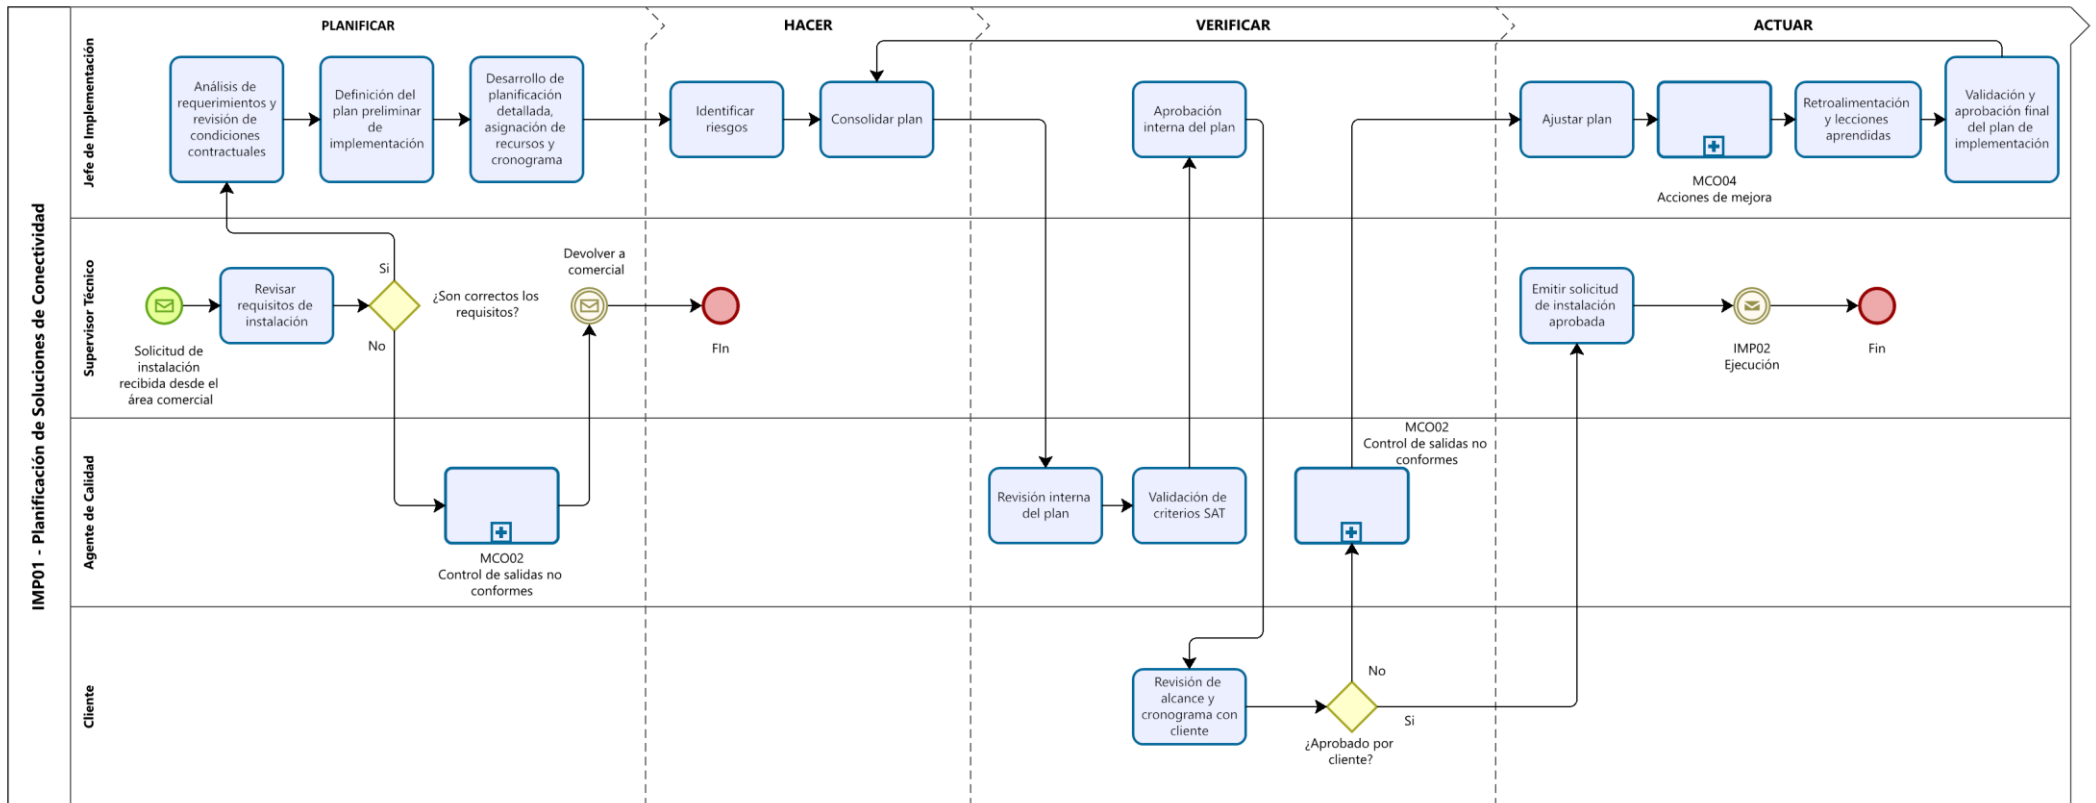 IMP01 - Planificación de Soluciones de Conectividad
PLANIFICAR
HACER
VERIFICAR
ACTUAR
Jefe de Implementación
Análisis de
requerimientos y
revisión de
condiciones
contractuales
Definición del
plan preliminar
de
implementación
Desarrollo de
planificación
detallada,
asignación de
recursos y
cronograma
Identificar
riesgos
Consolidar plan
Aprobación
interna del plan
Ajustar plan
MCO04
Acciones de mejora
Retroalimentación
y lecciones
aprendidas
Validación y
aprobación final
del plan de
implementación
Supervisor Técnico
Solicitud de
instalación
recibida desde el
área comercial
Revisar
requisitos de
instalación
Si
No
¿Son correctos los
requisitos?
Devolver a
comercial
FIn
Emitir solicitud
de instalación
aprobada
IMP02
Ejecución
Fin
Agente de Calidad
MCO02
Control de salidas no
conformes
Revisión interna
del plan
Validación de
criterios SAT
MCO02
Control de salidas no
conformes
Cliente
Revisión de
alcance y
cronograma con
cliente
No
Si
¿Aprobado por
cliente?